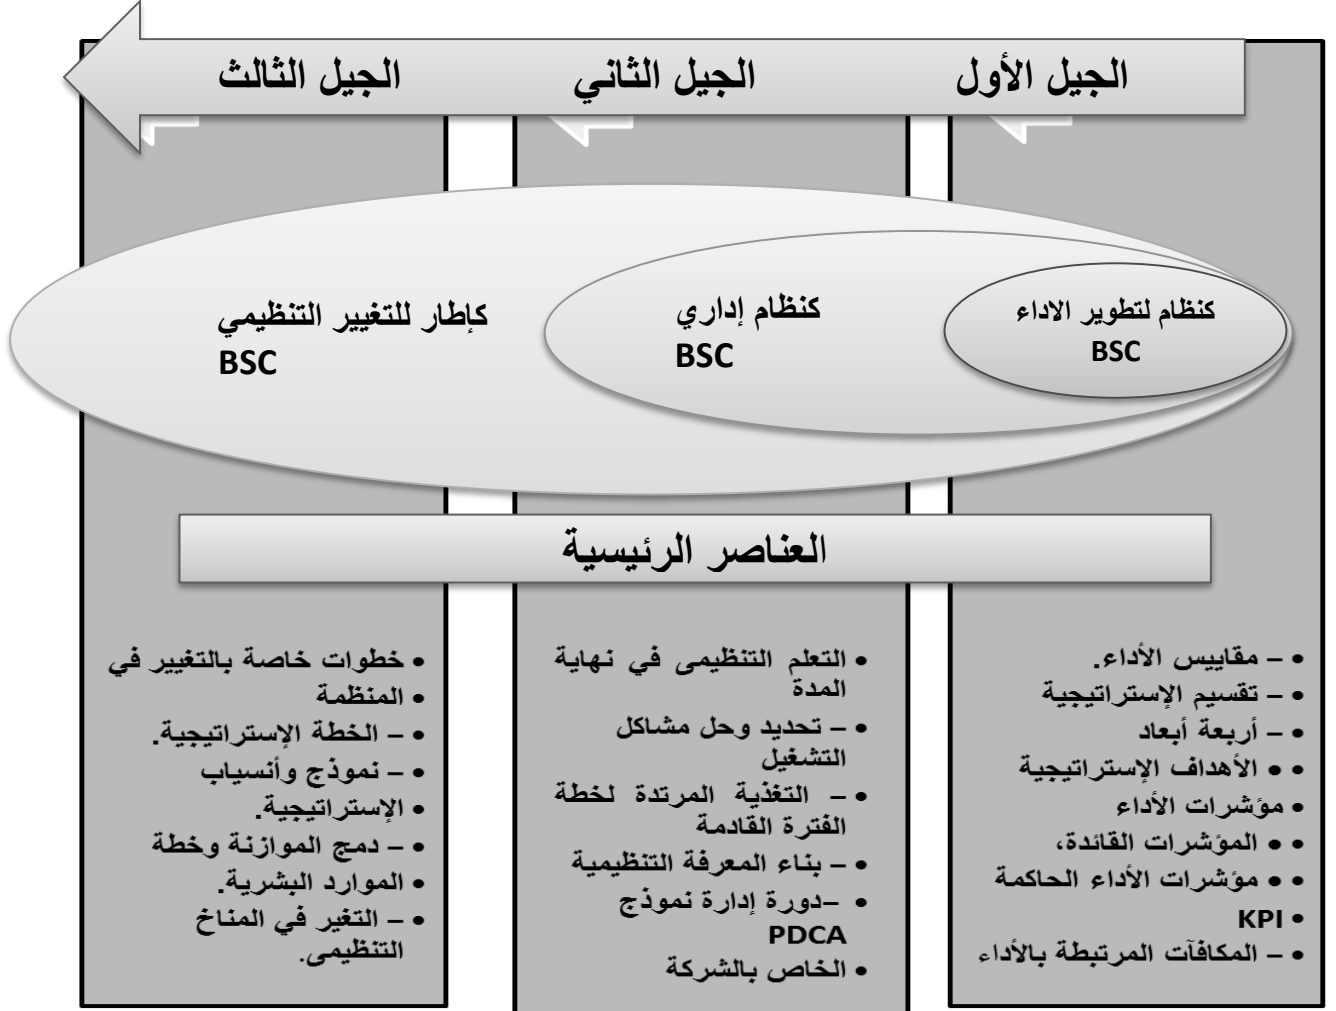 الجيل الأول
الجيل الثاني
الجيل الثالث
كنظام لتطوير الاداء
BSC
كنظام إداري
BSC
كإطار للتغيير التنظيمي
BSC
العناصر الرئيسية
• – مقاييس الأداء.
• – تقسيم الإستراتيجية
• – أربعة أبعاد
• • الأهداف الإستراتيجية
• مؤشرات الأداء
• • المؤشرات القائدة،
• • مؤشرات الأداء الحاكمة
• KPI
• – المكافآت المرتبطة بالأداء
• التعلم التنظيمى في نهاية
المدة
• – تحديد وحل مشاكل
التشغيل
• – التغذية المرتدة لخطة
الفترة القادمة
• – بناء المعرفة التنظيمية
• –دورة إدارة نموذج
PDCA
• الخاص بالشركة
• خطوات خاصة بالتغيير في
• المنظمة
• – الخطة الإستراتيجية.
• – نموذج وأنسياب
• الإستراتيجية.
• – دمج الموازنة وخطة
• الموارد البشرية.
• – التغير في المناخ
التنظيمى.